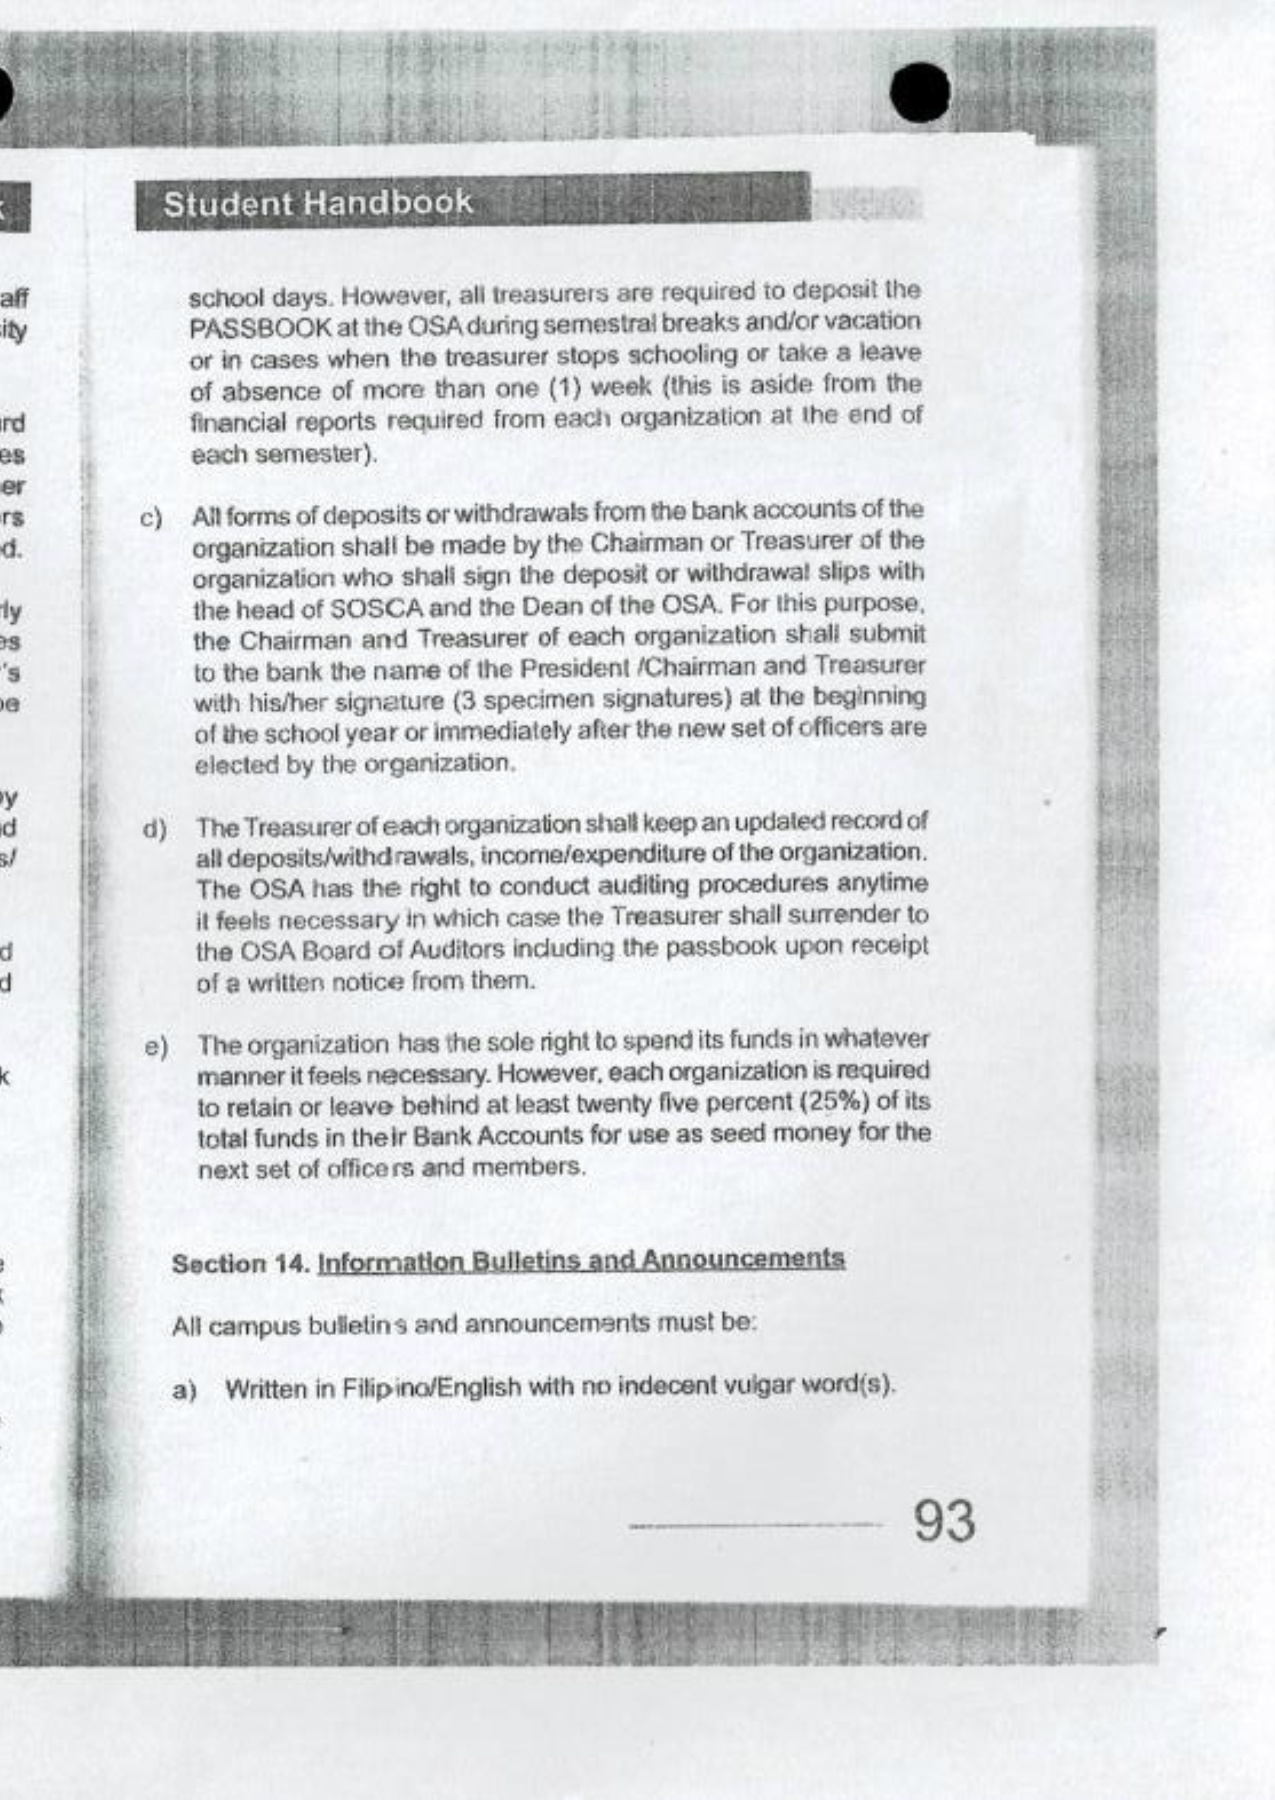 Student Handbook
aff
ity
ard
es
er
rs
d.
rly
es
's
be
by
nd
s/
d
d
k
school days. However, all treasurers are required to deposit the
PASSBOOK at the OSA during semestral breaks and/or vacation
or in cases when the treasurer stops schooling or take a leave
of absence of more than one (1) week (this is aside from the
financial reports required from each organization at the end of
each semester).
c) All forms of deposits or withdrawals from the bank accounts of the
organization shall be made by the Chairman or Treasurer of the
organization who shall sign the deposit or withdrawal slips with
the head of SOSCA and the Dean of the OSA. For this purpose,
the Chairman and Treasurer of each organization shall submit
to the bank the name of the President /Chairman and Treasurer
with his/her signature (3 specimen signatures) at the beginning
of the school year or immediately after the new set of officers are
elected by the organization.
d) The Treasurer of each organization shall keep an updated record of
all deposits/withdrawals, income/expenditure of the organization.
The OSA has the right to conduct auditing procedures anytime
it feels necessary in which case the Treasurer shall surrender to
the OSA Board of Auditors including the passbook upon receipt
of a written notice from them.
e) The organization has the sole right to spend its funds in whatever
manner it feels necessary. However, each organization is required
to retain or leave behind at least twenty five percent (25%) of its
total funds in their Bank Accounts for use as seed money for the
next set of officers and members.
Section 14. Information Bulletins and Announcements
All campus bulletins and announcements must be:
a) Written in Filipino/English with no indecent vulgar word(s).
93